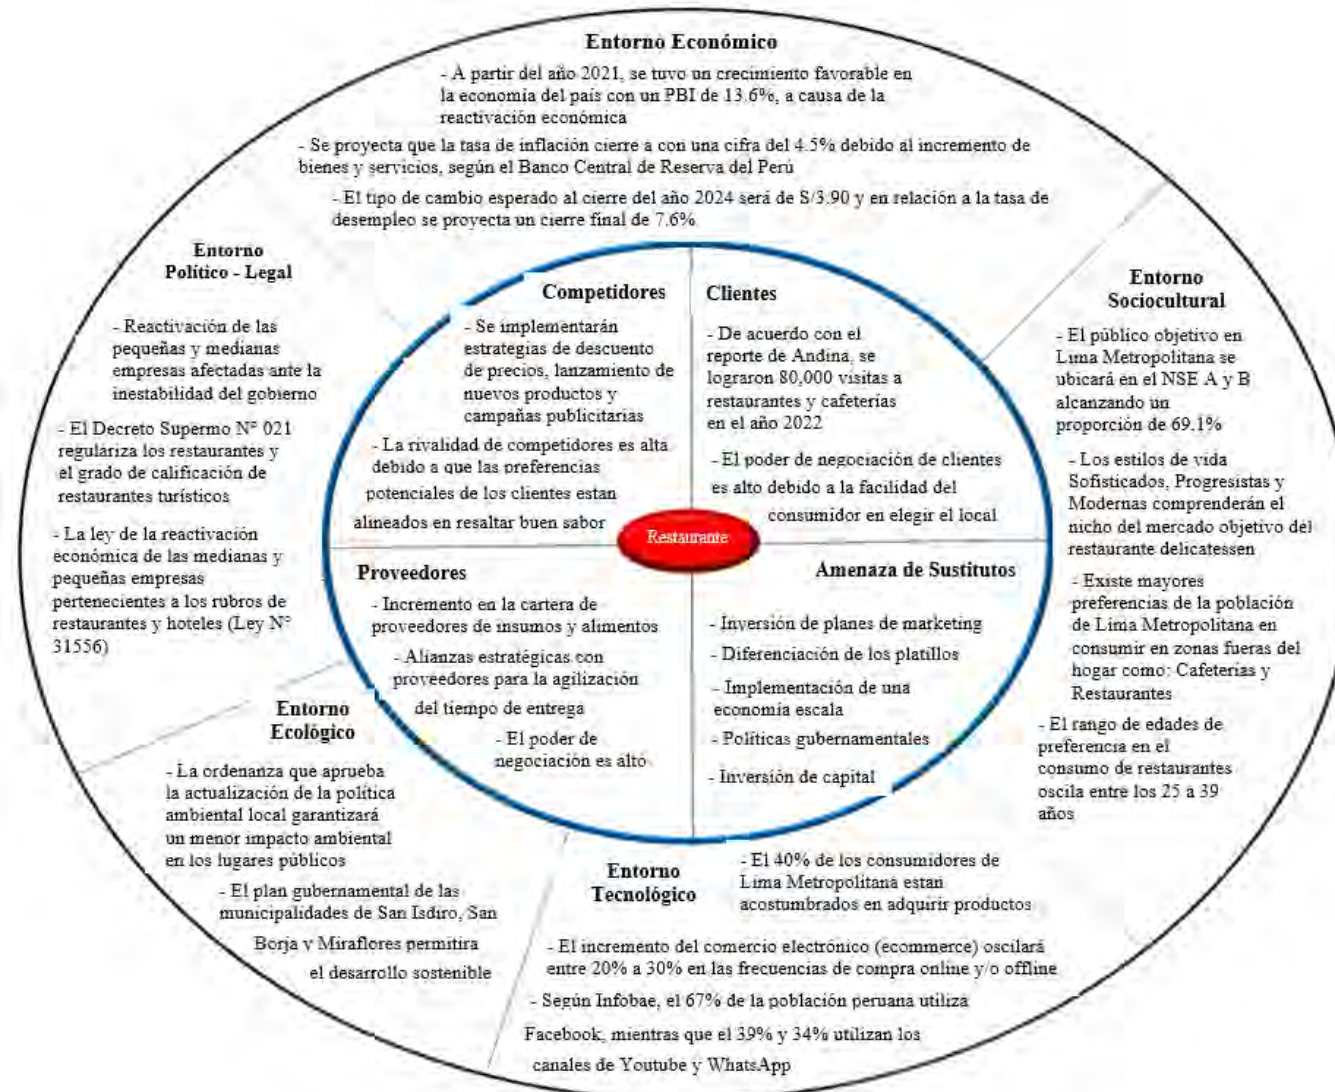 Entorno Económico
- A partir del año 2021, se tuvo un crecimiento favorable en
la economía del país con un PBI de 13.6%, a causa de la
reactivación económica
- Se proyecta que la tasa de inflación cierre a con una cifra del 4.5% debido al incremento de
bienes y servicios, según el Banco Central de Reserva del Perú
- El tipo de cambio esperado al cierre del año 2024 será de S/3.90 y en relación a la tasa de
desempleo se proyecta un cierre final de 7.6%
Entorno
Político - Legal
- Reactivación de las
pequeñas y medianas
empresas afectadas ante la
inestabilidad del gobierno
- El Decreto Supermo N° 021
regulariza los restaurantes y
el grado de calificación de
restaurantes turísticos
- La ley de la reactivación
económica de las medianas y
pequeñas empresas
pertenecientes a los rubros de
restaurantes y hoteles (Ley N°
31556)
Competidores
- Se implementarán
estrategias de descuento
de precios, lanzamiento de
nuevos productos y
campañas publicitarias
- La rivalidad de competidores es alta
debido a que las preferencias
potenciales de los clientes estan
alineados en resaltar buen sabor
Clientes
- De acuerdo con el
reporte de Andina, se
lograron 80,000 visitas a
restaurantes y cafeterías
en el año 2022
- El poder de negociación de clientes
es alto debido a la facilidad del
consumidor en elegir el local
Entorno
Sociocultural
- El público objetivo en
Lima Metropolitana se
ubicará en el NSE A y B
alcanzando un
proporción de 69.1%
- Los estilos de vida
Sofisticados, Progresistas y
Modernas comprenderán el
nicho del mercado objetivo del
restaurante delicatessen
- Existe mayores
preferencias de la población
de Lima Metropolitana en
consumir en zonas fueras del
hogar como: Cafeterías y
Restaurantes
- El rango de edades de
preferencia en el
consumo de restaurantes
oscila entre los 25 a 39
años
Restaurante
Proveedores
- Incremento en la cartera de
proveedores de insumos y alimentos
- Alianzas estratégicas con
proveedores para la agilización
del tiempo de entrega
- El poder de
negociación es alto
Amenaza de Sustitutos
- Inversión de planes de marketing
- Diferenciación de los platillos
- Implementación de una
economía escala
- Políticas gubernamentales
- Inversión de capital
Entorno
Ecológico
- La ordenanza que aprueba
la actualización de la política
ambiental local garantizará
un menor impacto ambiental
en los lugares públicos
- El plan gubernamental de las
municipalidades de San Isdiro, San
Borja y Miraflores permitira
el desarrollo sostenible
Entorno
Tecnológico
- El 40% de los consumidores de
Lima Metropolitana estan
acostumbrados en adquirir productos
- El incremento del comercio electrónico (ecommerce) oscilará
entre 20% a 30% en las frecuencias de compra online y/o offline
- Según Infobae, el 67% de la población peruana utiliza
Facebook, mientras que el 39% y 34% utilizan los
canales de Youtube y WhatsApp